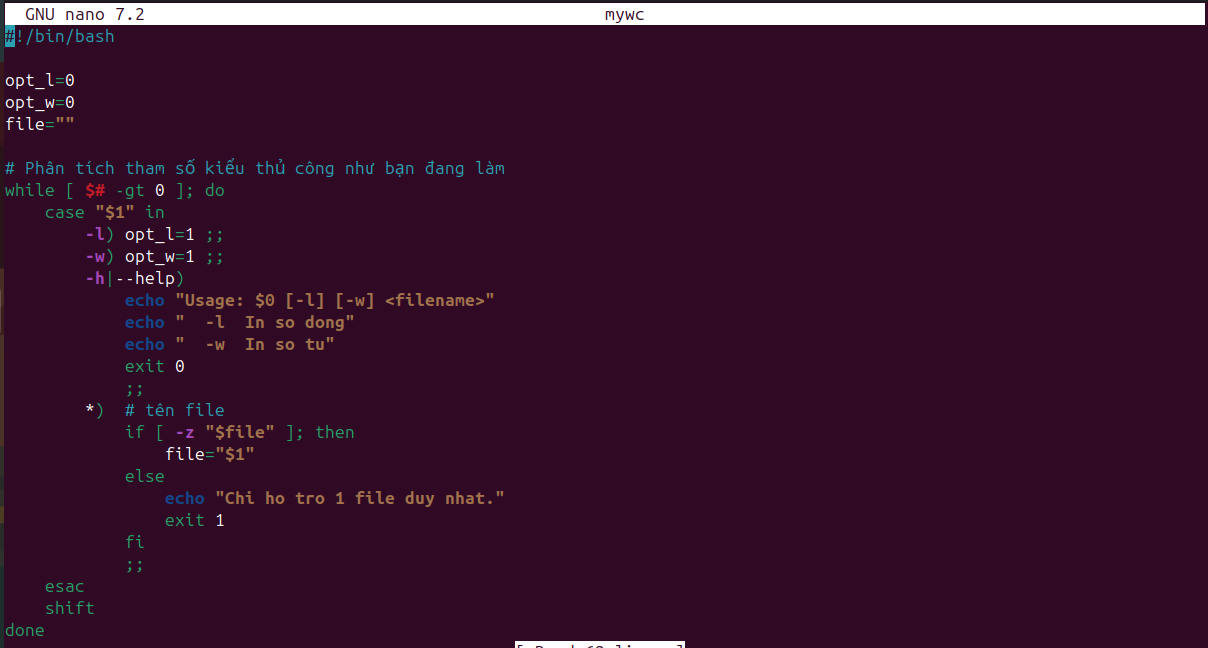 GNU nano 7.2 mywc
#!/bin/bash

opt_l=0
opt_w=0
file=""

# Phân tích tham số kiểu thủ công như bạn đang làm
while [ $# -gt 0 ]; do
    case "$1" in
        -l) opt_l=1 ;;
        -w) opt_w=1 ;;
        -h|--help)
            echo "Usage: $0 [-l] [-w] <filename>"
            echo "  -l  In so dong"
            echo "  -w  In so tu"
            exit 0
            ;;
        *)  # tên file
            if [ -z "$file" ]; then
                file="$1"
            else
                echo "Chi ho tro 1 file duy nhat."
                exit 1
            fi
            ;;
    esac
    shift
done